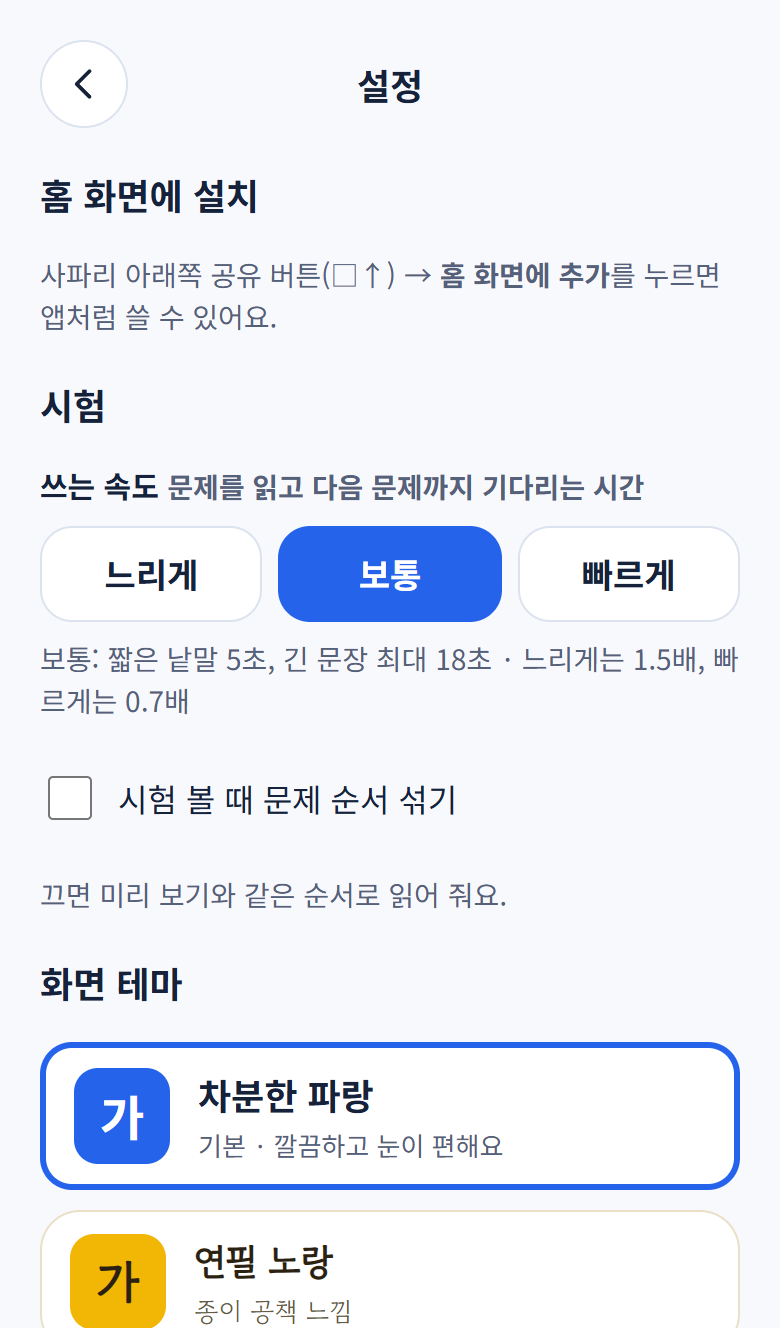 설정
홈 화면에 설치
사파리 아래쪽 공유 버튼(□↑) → 홈 화면에 추가를 누르면
앱처럼 쓸 수 있어요.
시험
쓰는 속도 문제를 읽고 다음 문제까지 기다리는 시간
느리게
보통
빠르게
보통: 짧은 낱말 5초, 긴 문장 최대 18초 · 느리게는 1.5배, 빠
르게는 0.7배
시험 볼 때 문제 순서 섞기
끄면 미리 보기와 같은 순서로 읽어 줘요.
화면 테마
가
차분한 파랑
기본 · 깔끔하고 눈이 편해요
가
연필 노랑
종이 공책 느낌